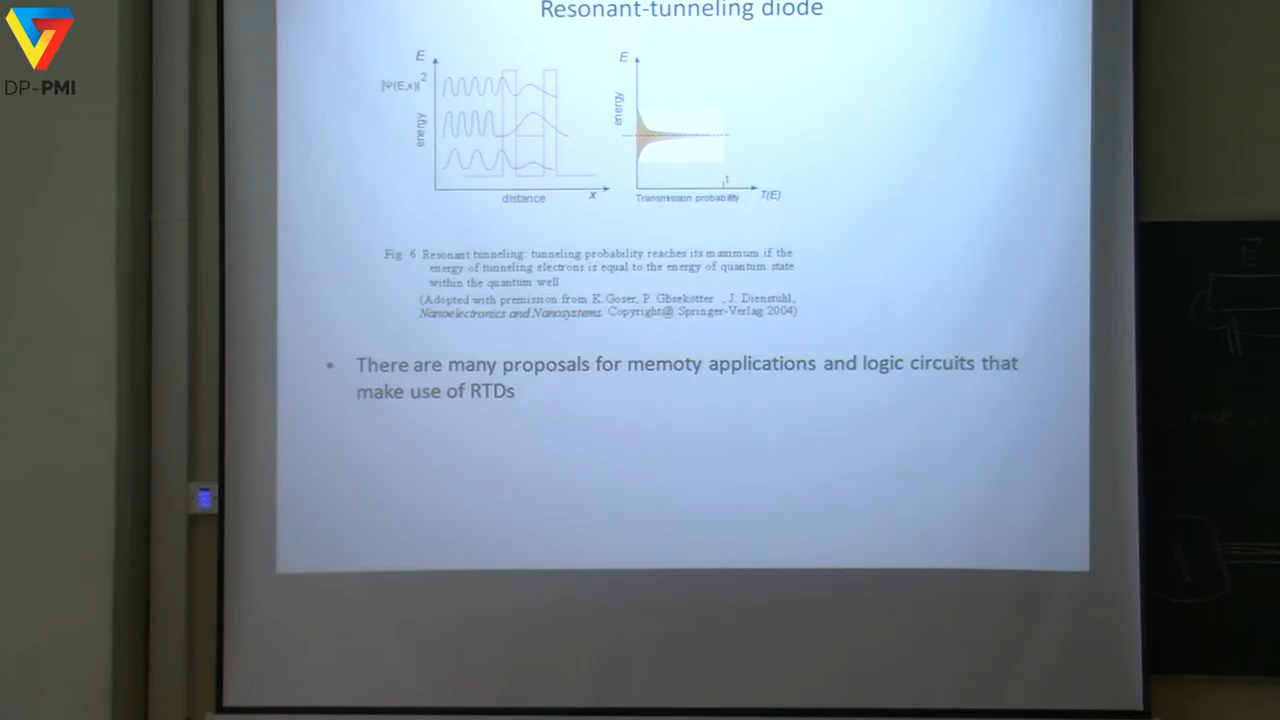 DP-PMI
Resonant-tunneling diode
E
|Ψ(E,x)|²
energy
distance
x
E
energy
1
Transmission probability
T(E)
Fig. 6 Resonant tunneling: tunneling probability reaches its maximum if the
energy of tunneling electrons is equal to the energy of quantum state
within the quantum well
(Adopted with premission from K. Goser, P. Glosekotter , J. Dienstuhl,
Nanoelectronics and Nanosystems. Copyright@ Springer-Verlag 2004)
• There are many proposals for memoty applications and logic circuits that
make use of RTDs
E